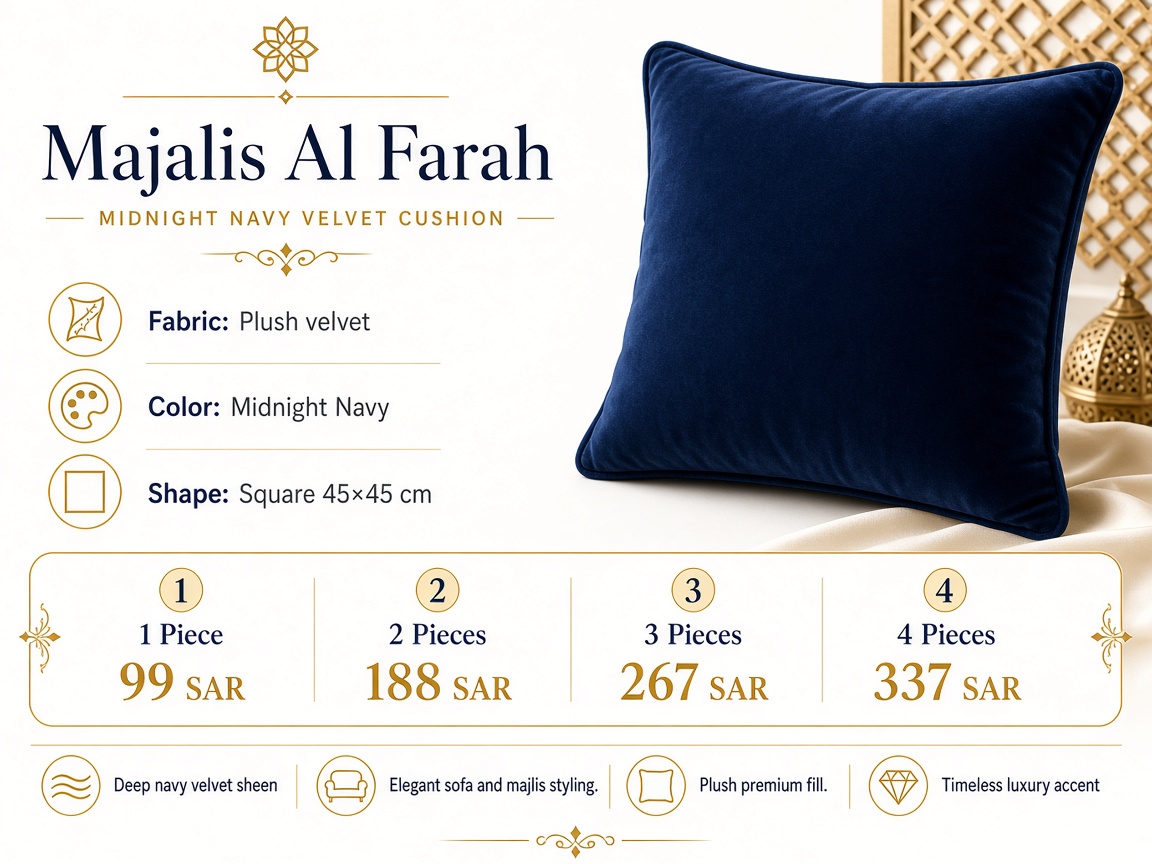 Majalis Al Farah
MIDNIGHT NAVY VELVET CUSHION
Fabric: Plush velvet
Color: Midnight Navy
Shape: Square 45×45 cm
1
1 Piece
99 SAR
2
2 Pieces
188 SAR
3
3 Pieces
267 SAR
4
4 Pieces
337 SAR
Deep navy velvet sheen
Elegant sofa and majlis styling.
Plush premium fill.
Timeless luxury accent